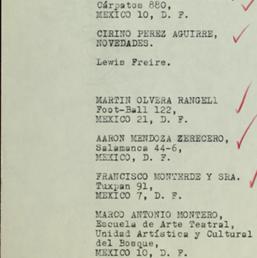 Cárpatos 880,
MEXICO 10, D. F.
CIRINO PEREZ AGUIRRE,
NOVEDADES.
Lewis Freire.
MARTIN OLVERA RANGELl
Foot-Ball 122,
MEXICO 21, D. F.
AARON MENDOZA ZERECERO,
Salamanca 44-6,
MEXICO, D. F.
FRANCISCO MONTERDE Y SRA.
Tuxpan 91,
MEXICO 7, D. F.
MARCO ANTONIO MONTERO,
Escuela de Arte Teatral,
Unidad Artística y Cultural
del Bosque,
MEXICO 10, D. F.